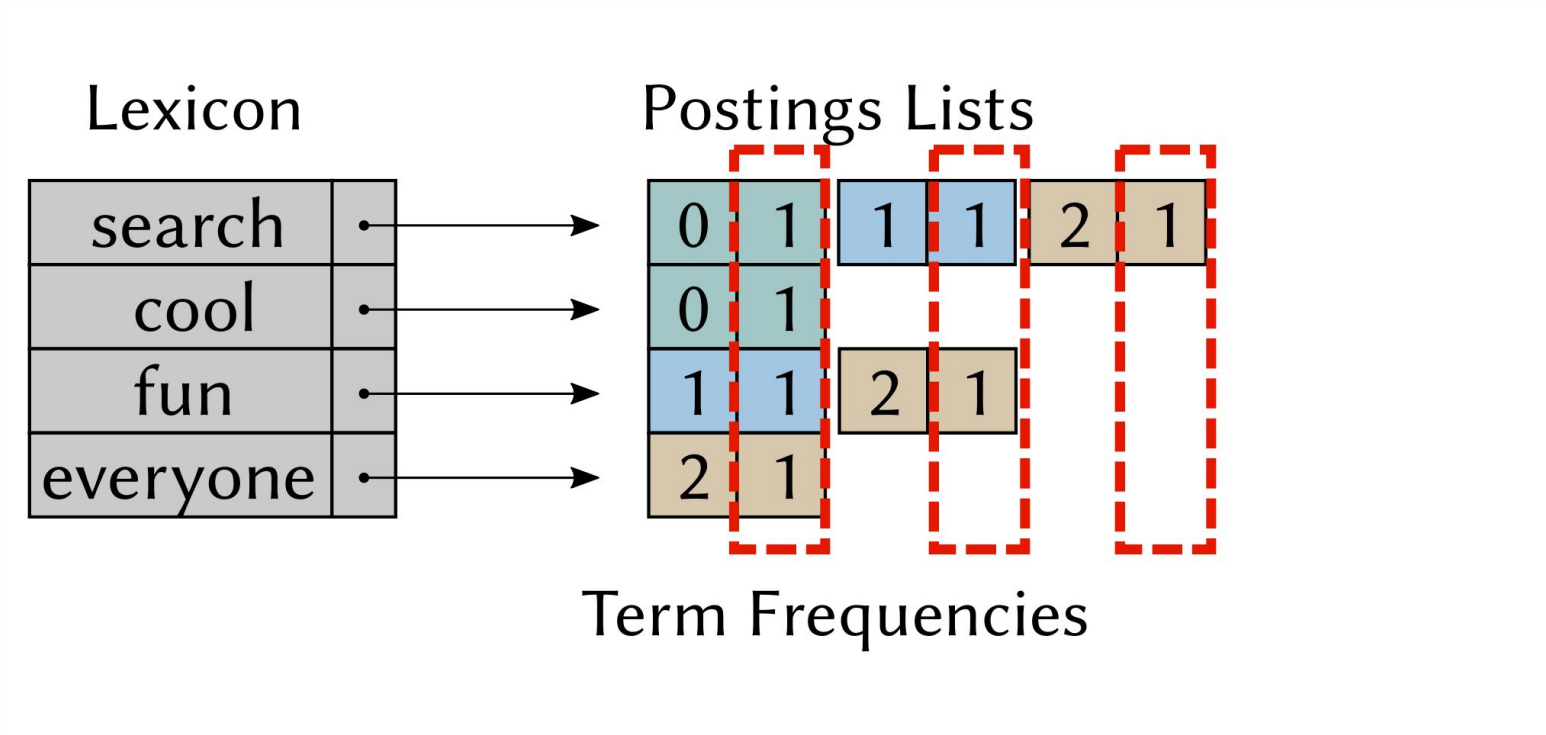 Lexicon Postings Lists
search 0 1 1 1 2 1
cool 0 1
fun 1 1 2 1
everyone 2 1
Term Frequencies